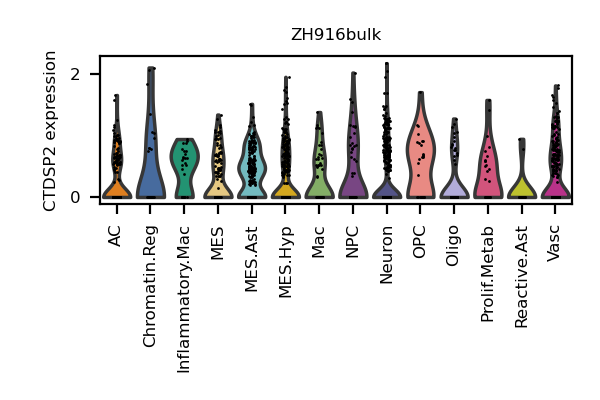 ZH916bulk
CTDSP2 expression
2
0
AC
Chromatin.Reg
Inflammatory.Mac
MES
MES.Ast
MES.Hyp
Mac
NPC
Neuron
OPC
Oligo
Prolif.Metab
Reactive.Ast
Vasc